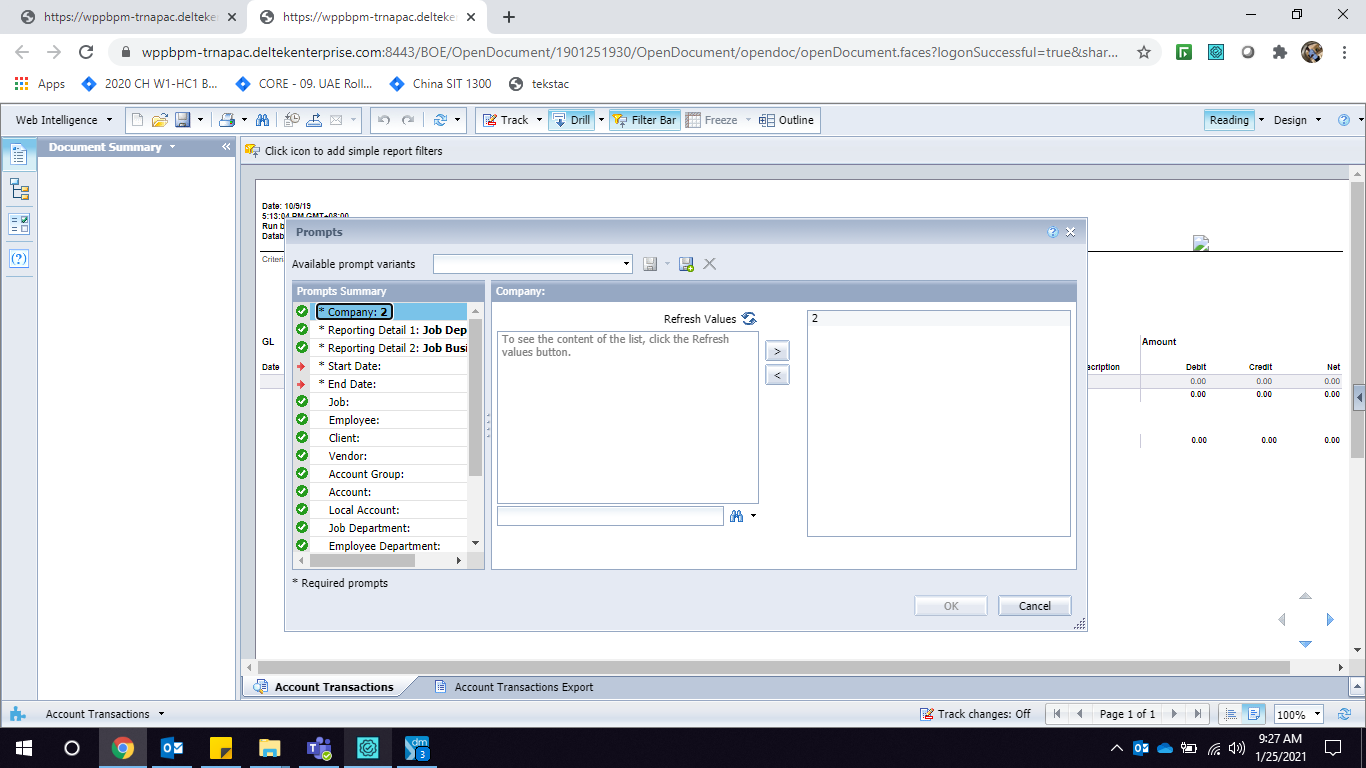 https://wppbpm-trnapac.delteke
https://wppbpm-trnapac.delteke
wppbpm-trnapac.deltekenterprise.com:8443/BOE/OpenDocument/1901251930/OpenDocument/opendoc/openDocument.faces?logonSuccessful=true&shar...
Apps
2020 CH W1-HC1 B...
CORE - 09. UAE Roll...
China SIT 1300
tekstac
Web Intelligence
Track
Drill
Filter Bar
Freeze
Outline
Reading
Design
Document Summary
Click icon to add simple report filters
Date: 10/9/19
5:13:04 PM GMT+08:00
Run b
Datab
Criteri
Prompts
Available prompt variants
Prompts Summary
* Company: 2
* Reporting Detail 1: Job Dep
* Reporting Detail 2: Job Busi
* Start Date:
* End Date:
Job:
Employee:
Client:
Vendor:
Account Group:
Account:
Local Account:
Job Department:
Employee Department:
Company:
Refresh Values
To see the content of the list, click the Refresh
values button.
>
<
2
* Required prompts
OK
Cancel
GL
Amount
Date
scription
Debit
Credit
Net
0.00 0.00 0.00
0.00 0.00 0.00
0.00 0.00 0.00
Account Transactions
Account Transactions Export
Account Transactions
Track changes: Off
Page 1 of 1
100%
dm
3
9:27 AM
1/25/2021